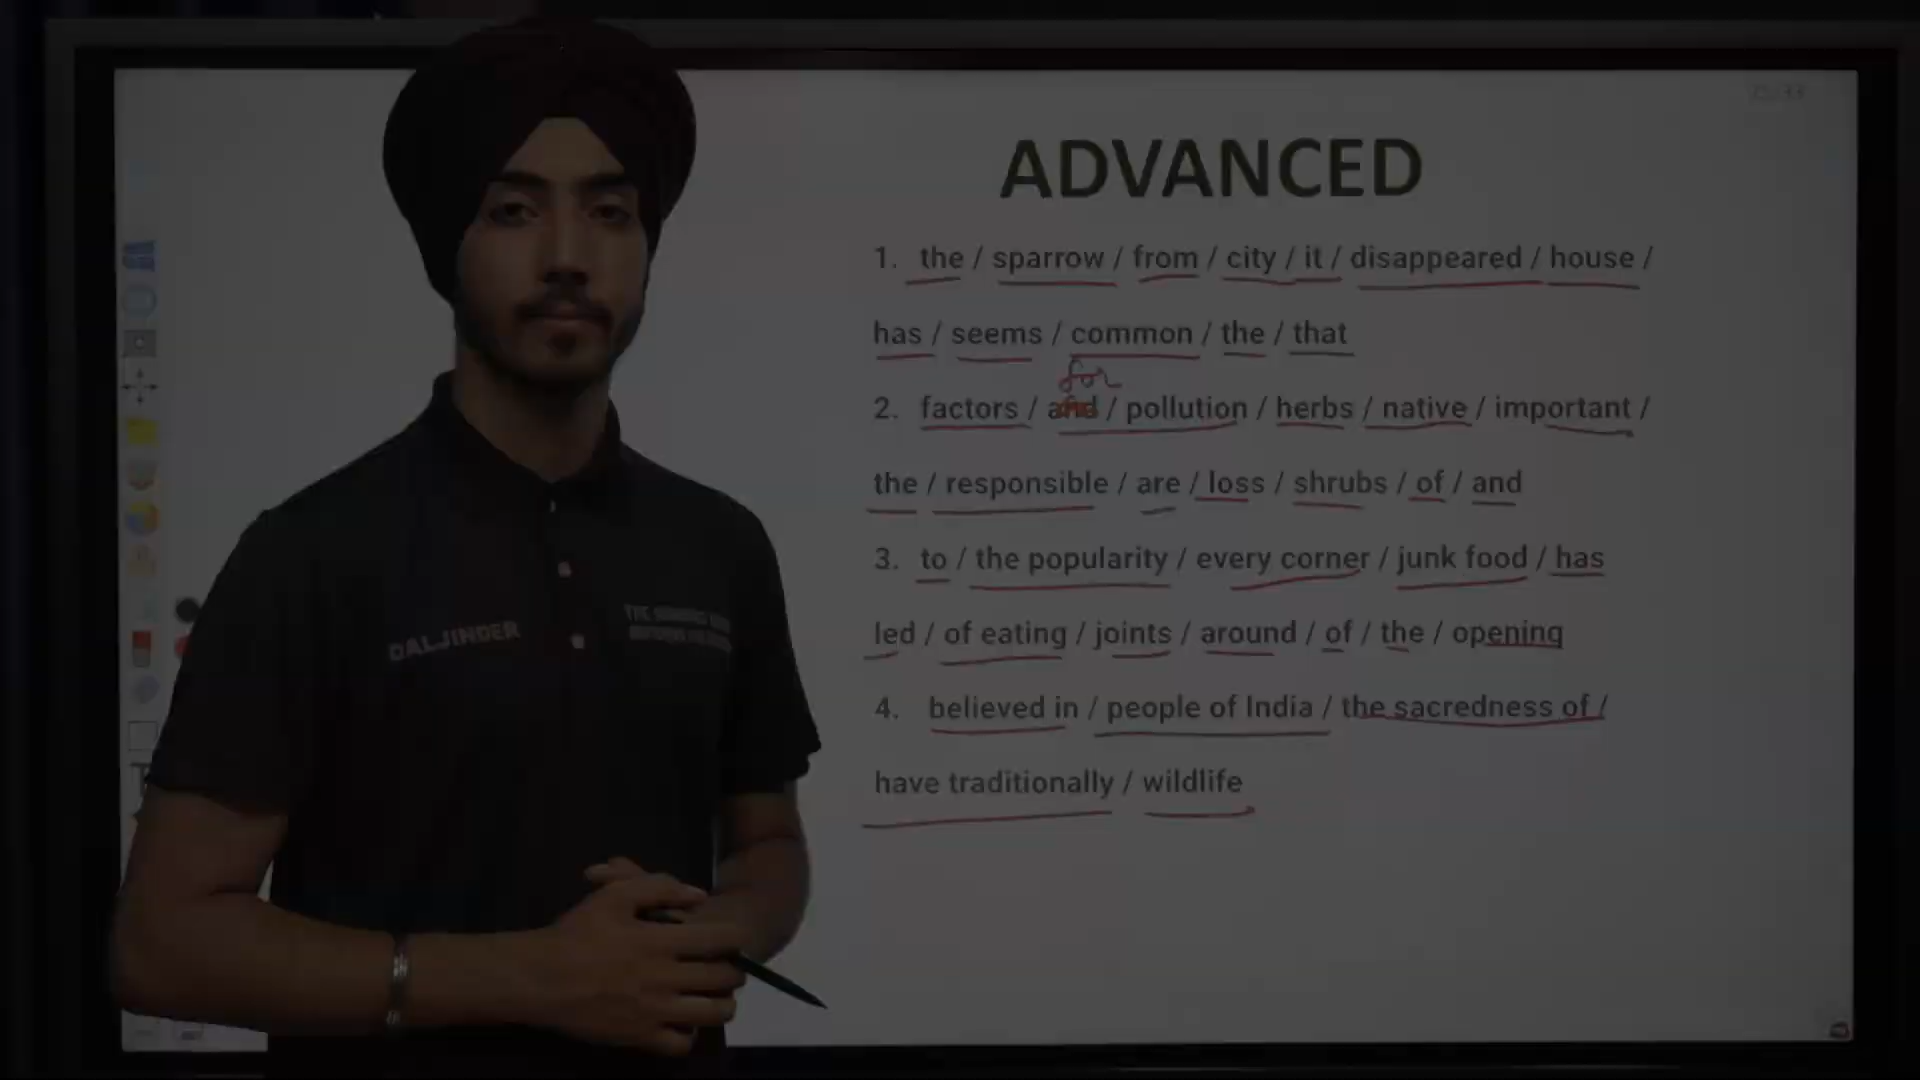 ADVANCED
1. the / sparrow / from / city / it / disappeared / house /
has / seems / common / the / that
for
2. factors / and / pollution / herbs / native / important /
the / responsible / are / loss / shrubs / of / and
3. to / the popularity / every corner / junk food / has
led / of eating / joints / around / of / the / opening
4. believed in / people of India / the sacredness of /
have traditionally / wildlife
DALJINDER